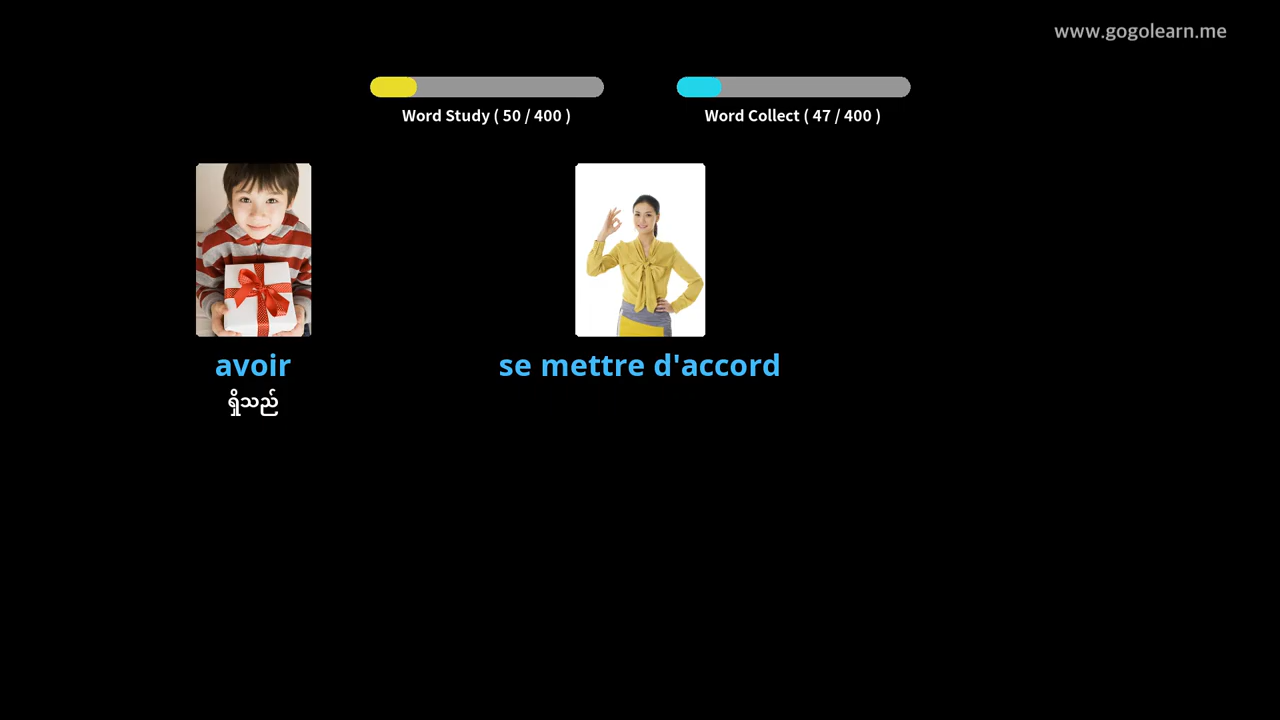 www.gogolearn.me
Word Study ( 50 / 400 )
Word Collect ( 47 / 400 )
avoir
ရှိသည်
se mettre d'accord